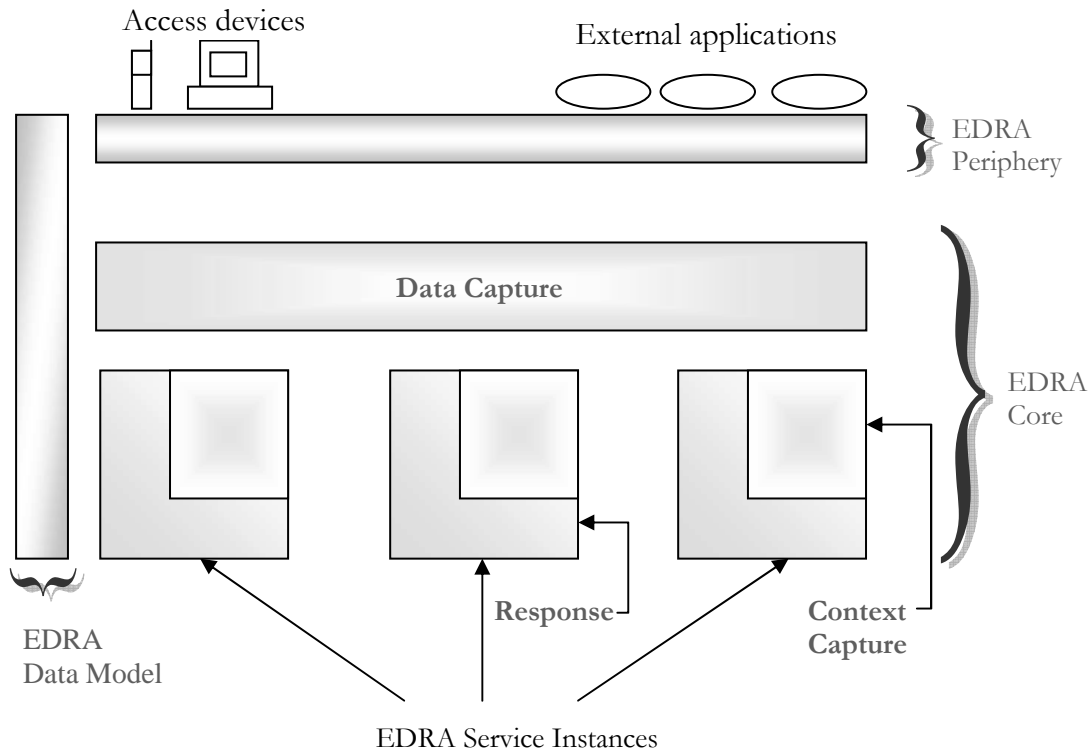 Access devices
External applications
EDRA
Periphery
Data Capture
EDRA
Core
Response
Context
Capture
EDRA
Data Model
EDRA Service Instances